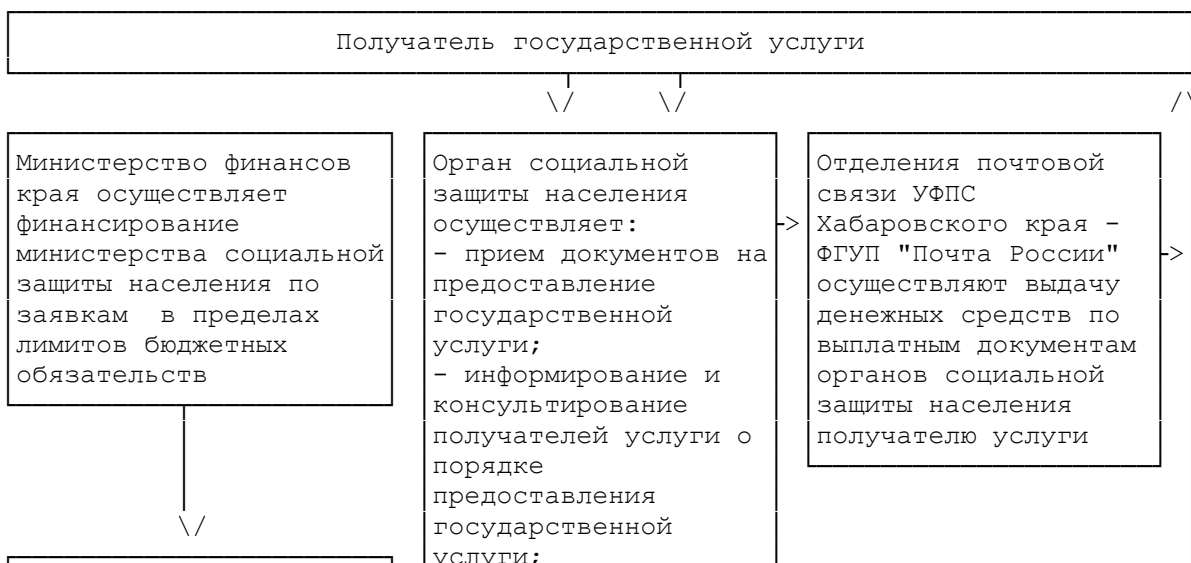 Получатель государственной услуги
Министерство финансов
края осуществляет
финансирование
министерства социальной
защиты населения по
заявкам  в пределах
лимитов бюджетных
обязательств
Орган социальной
защиты населения
осуществляет:
- прием документов на
предоставление
государственной
услуги;
- информирование и
консультирование
получателей услуги о
порядке
предоставления
государственной
услуги;
Отделения почтовой
связи УФПС
Хабаровского края -
ФГУП "Почта России"
осуществляют выдачу
денежных средств по
выплатным документам
органов социальной
защиты населения
получателю услуги